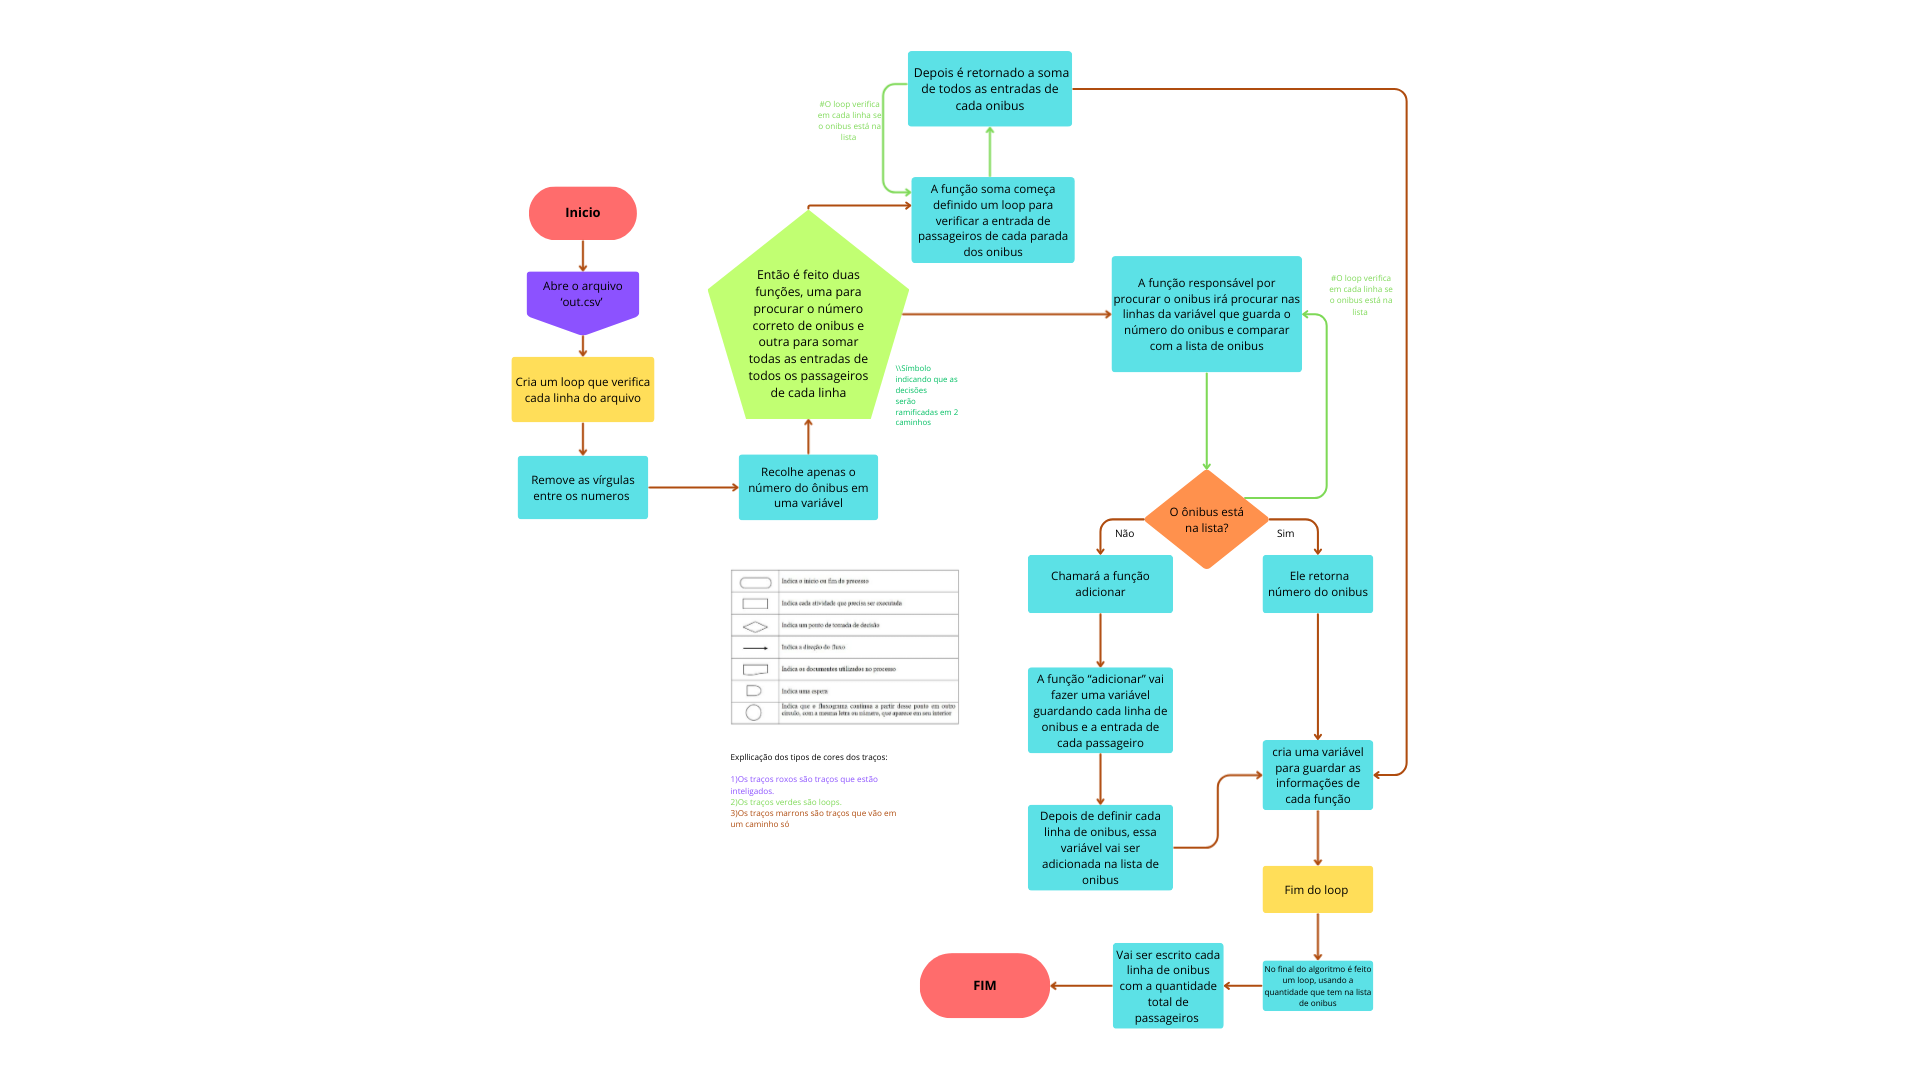 Inicio
Abre o arquivo
‘out.csv’
Cria um loop que verifica
cada linha do arquivo
Remove as vírgulas
entre os numeros
Recolhe apenas o
número do ônibus em
uma variável
Então é feito duas
funções, uma para
procurar o número
correto de onibus e
outra para somar
todas as entradas de
todos os passageiros
de cada linha
\\Símbolo
indicando que as
decisões
serão
ramificadas em 2
caminhos
Depois é retornado a soma
de todos as entradas de
cada onibus
#O loop verifica
em cada linha se
o onibus está na
lista
A função soma começa
definido um loop para
verificar a entrada de
passageiros de cada parada
dos onibus
A função responsável por
procurar o onibus irá procurar nas
linhas da variável que guarda o
número do onibus e comparar
com a lista de onibus
#O loop verifica
em cada linha se
o onibus está na
lista
O ônibus está
na lista?
Não
Sim
Chamará a função
adicionar
Ele retorna
número do onibus
A função “adicionar” vai
fazer uma variável
guardando cada linha de
onibus e a entrada de
cada passageiro
Depois de definir cada
linha de onibus, essa
variável vai ser
adicionada na lista de
onibus
cria uma variável
para guardar as
informações de
cada função
Fim do loop
No final do algoritmo é feito
um loop, usando a
quantidade que tem na lista
de onibus
Vai ser escrito cada
linha de onibus
com a quantidade
total de
passageiros
FIM
Indica o início ou fim do processo
Indica cada atividade que precisa ser executada
Indica um ponto de tomada de decisão
Indica a direção do fluxo
Indica os documentos utilizados no processo
Indica uma espera
Indica que o fluxograma continua a partir desse ponto em outro
círculo, com a mesma letra ou número, que aparece em seu interior
Expllicação dos tipos de cores dos traços:
1)Os traços roxos são traços que estão
inteligados.
2)Os traços verdes são loops.
3)Os traços marrons são traços que vão em
um caminho só